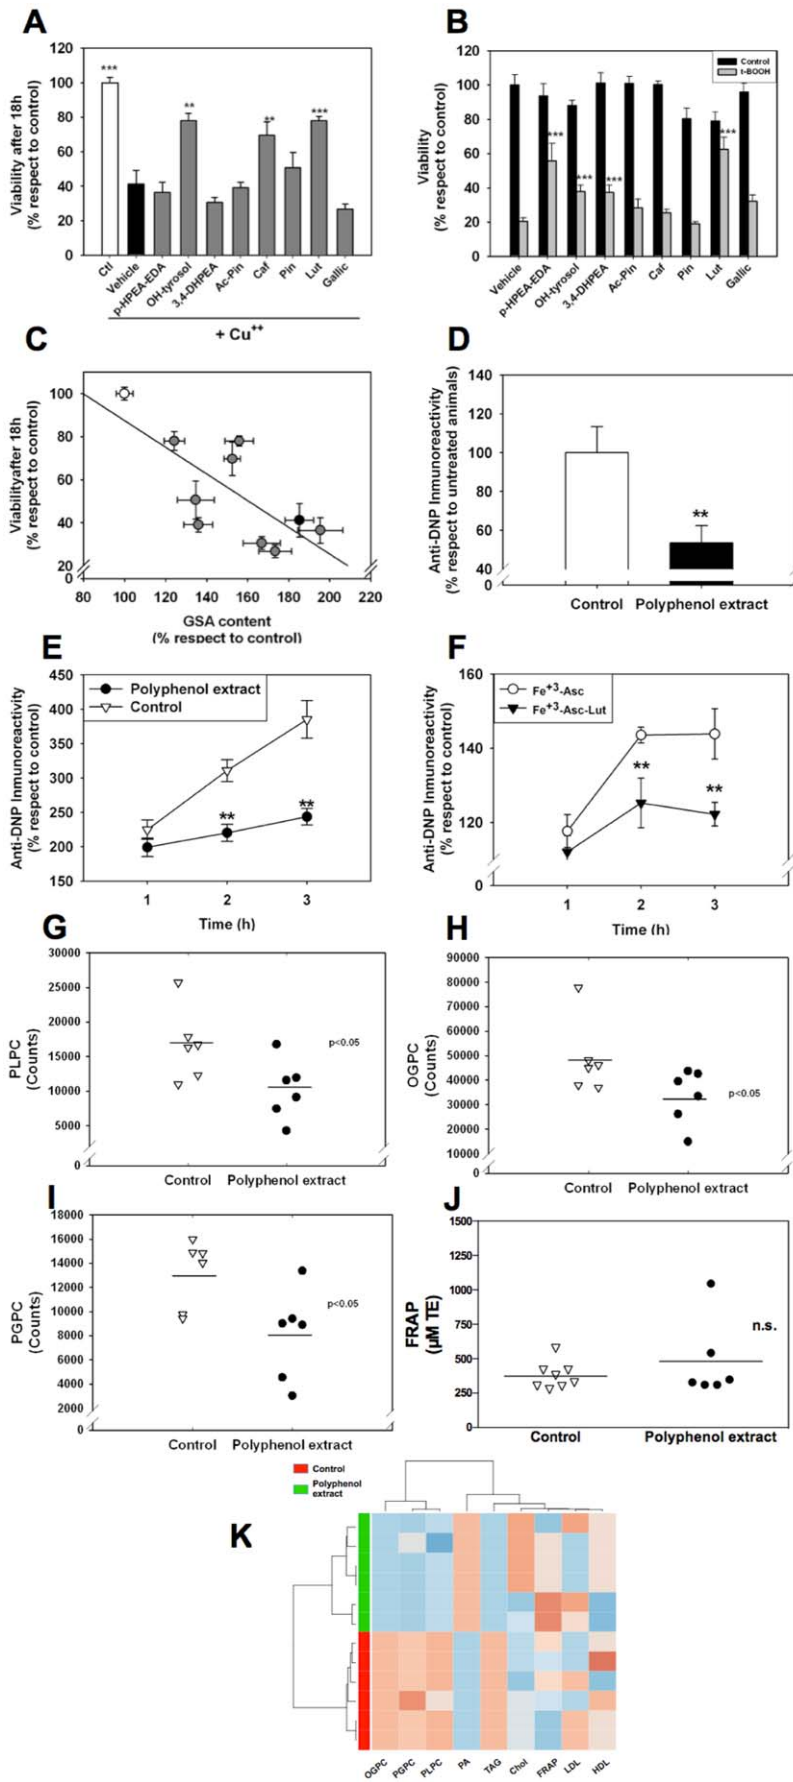 A
Viability after 18h
(% respect to control)
120
100
80
60
40
20
0
***
**
**
***
Ctl
Vehicle
p-HPEA-EDA
OH-tyrosol
3,4-DHPEA
Ac-Pin
Caf
Pin
Lut
Gallic
+ Cu++
B
Viability
(% respect to control)
120
100
80
60
40
20
0
Control
t-BOOH
***
***
***
***
Vehicle
p-HPEA-EDA
OH-tyrosol
3,4-DHPEA
Ac-Pin
Caf
Pin
Lut
Gallic
C
Viabilityafter 18h
(% respect to control)
100
80
60
40
20
0
80 100 120 140 160 180 200 220
GSA content
(% respect to control)
D
Anti-DNP Inmunoreactivity
(% respect to untreated animals)
140
120
100
80
60
40
0
**
Control Polyphenol extract
E
Anti-DNP Inmunoreactivity
(% respect to control)
450
400
350
300
250
200
150
Polyphenol extract
Control
**
**
1 2 3
Time (h)
F
Anti-DNP Inmunoreactivity
(% respect to control)
160
140
120
0
Fe+3-Asc
Fe+3-Asc-Lut
**
**
1 2 3
Time (h)
G
PLPC
(Counts)
30000
25000
20000
15000
10000
5000
0
p<0.05
Control Polyphenol extract
H
OGPC
(Counts)
90000
80000
70000
60000
50000
40000
30000
20000
10000
0
p<0.05
Control Polyphenol extract
I
PGPC
(Counts)
18000
16000
14000
12000
10000
8000
6000
4000
2000
0
p<0.05
Control Polyphenol extract
J
FRAP
(µM TE)
1500
1000
750
500
250
0
n.s.
Control Polyphenol extract
K
Control
Polyphenol
extract
OGPC
PGPC
PLPC
PA
TAG
Chol
FRAP
LDL
HDL